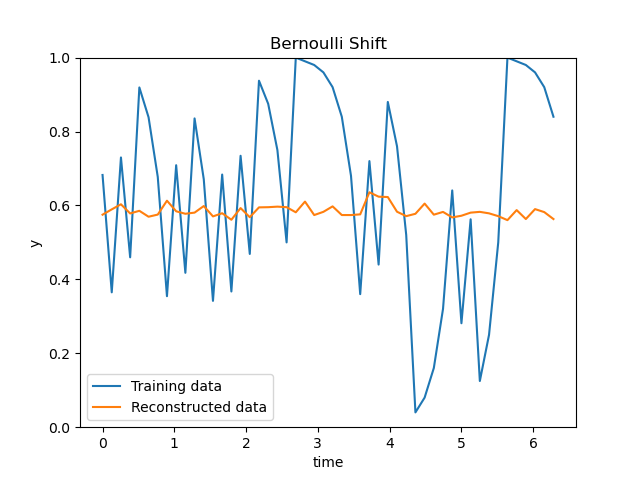 Bernoulli Shift
1.0
0.8
0.6
0.4
0.2
0.0
y
Training data
Reconstructed data
0 1 2 3 4 5 6
time